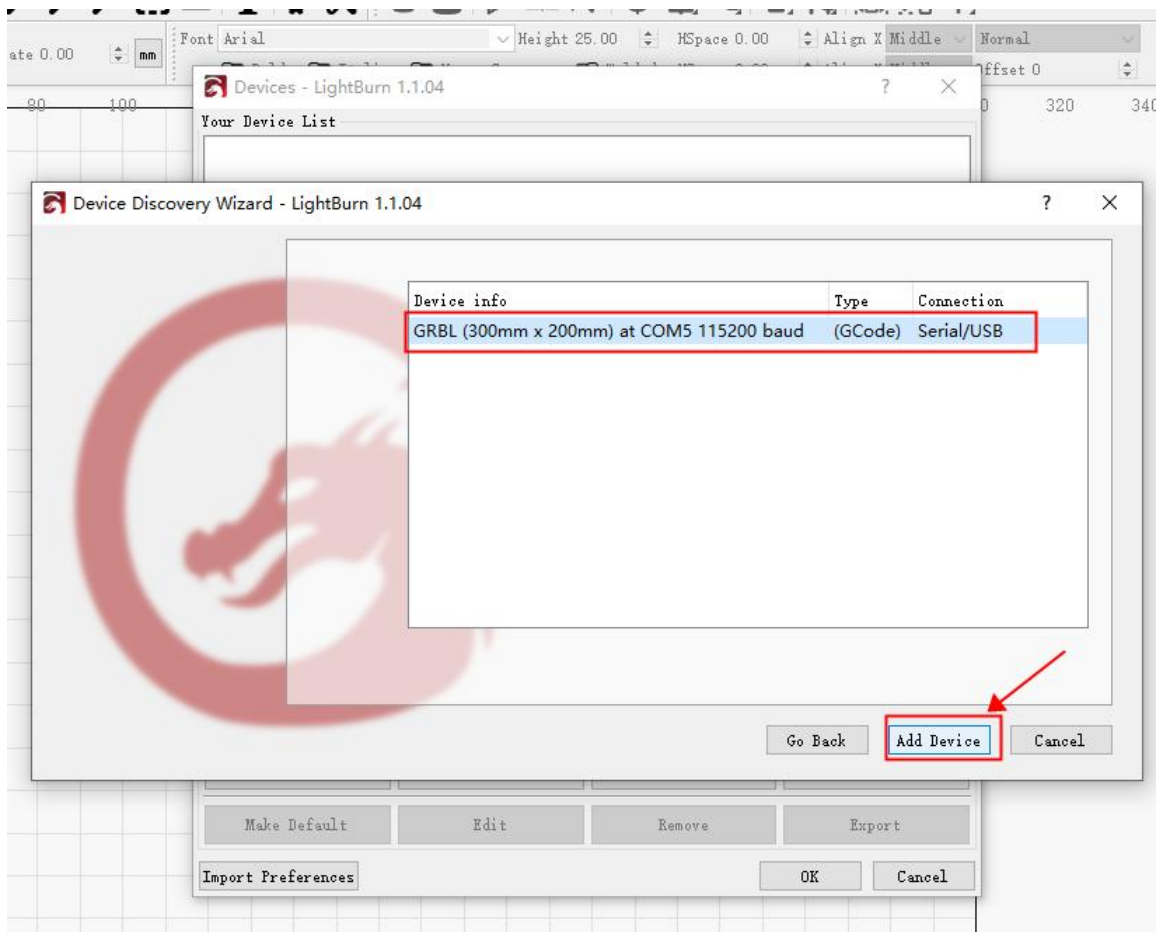 Font Arial Height 25.00 HSpace 0.00 Align X Middle Normal
ate 0.00 mm
Offset 0
Devices - LightBurn 1.1.04 ?
80 100 320 340
Your Device List
Device Discovery Wizard - LightBurn 1.1.04 ?
Device info Type Connection
GRBL (300mm x 200mm) at COM5 115200 baud (GCode) Serial/USB
Go Back Add Device Cancel
Make Default Edit Remove Export
Import Preferences OK Cancel